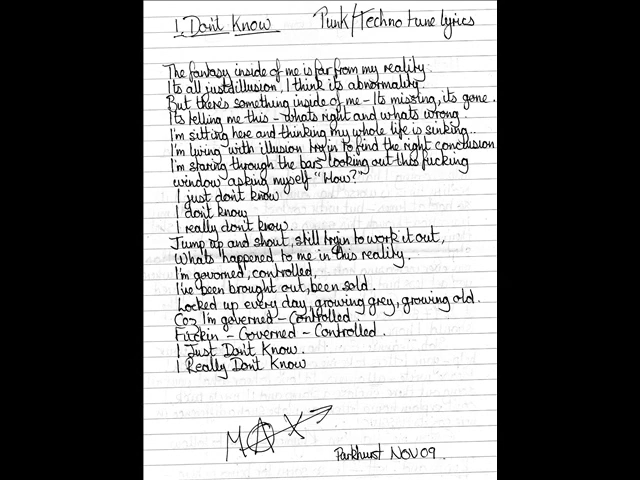 I Don't Know Punk/Techno tune lyrics
The fantasy inside of me is far from my reality
Its all just illusion, I think its abnormality.
But there's something inside of me - Its missing, its gone.
Its telling me this - whats right and whats wrong.
I'm sitting here and thinking my whole life is sinking.
I'm living with illusion tryin to find the right conclusion
I'm staring through the bars looking out this fucking
window asking myself "How?"
I just don't know
I don't know
I really don't know.
Jump up and shout, still tryin to work it out,
Whats happened to me in this reality.
I'm governed, controlled,
I've been brought out, been sold.
Locked up every day, growing grey, growing old.
Coz I'm governed - Controlled.
Fuckin - Governed - Controlled.
I Just Don't Know.
I Really Don't Know
MAX
Parkhurst NOV 09.